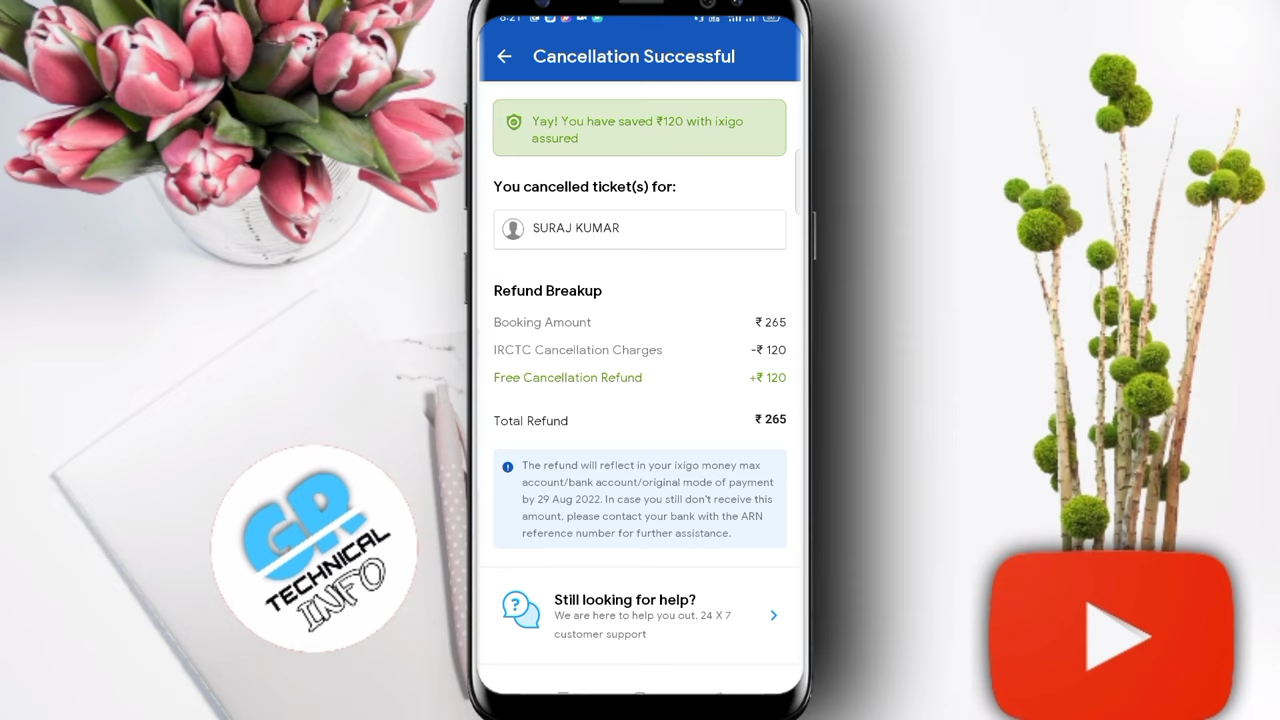 8:21
Cancellation Successful
Yay! You have saved ₹120 with ixigo
assured
You cancelled ticket(s) for:
SURAJ KUMAR
Refund Breakup
Booking Amount ₹ 265
IRCTC Cancellation Charges -₹ 120
Free Cancellation Refund +₹ 120
Total Refund ₹ 265
The refund will reflect in your ixigo money max
account/bank account/original mode of payment
by 29 Aug 2022. In case you still don't receive this
amount, please contact your bank with the ARN
reference number for further assistance.
Still looking for help?
We are here to help you out. 24 X 7
customer support
GR
TECHNICAL
INFO